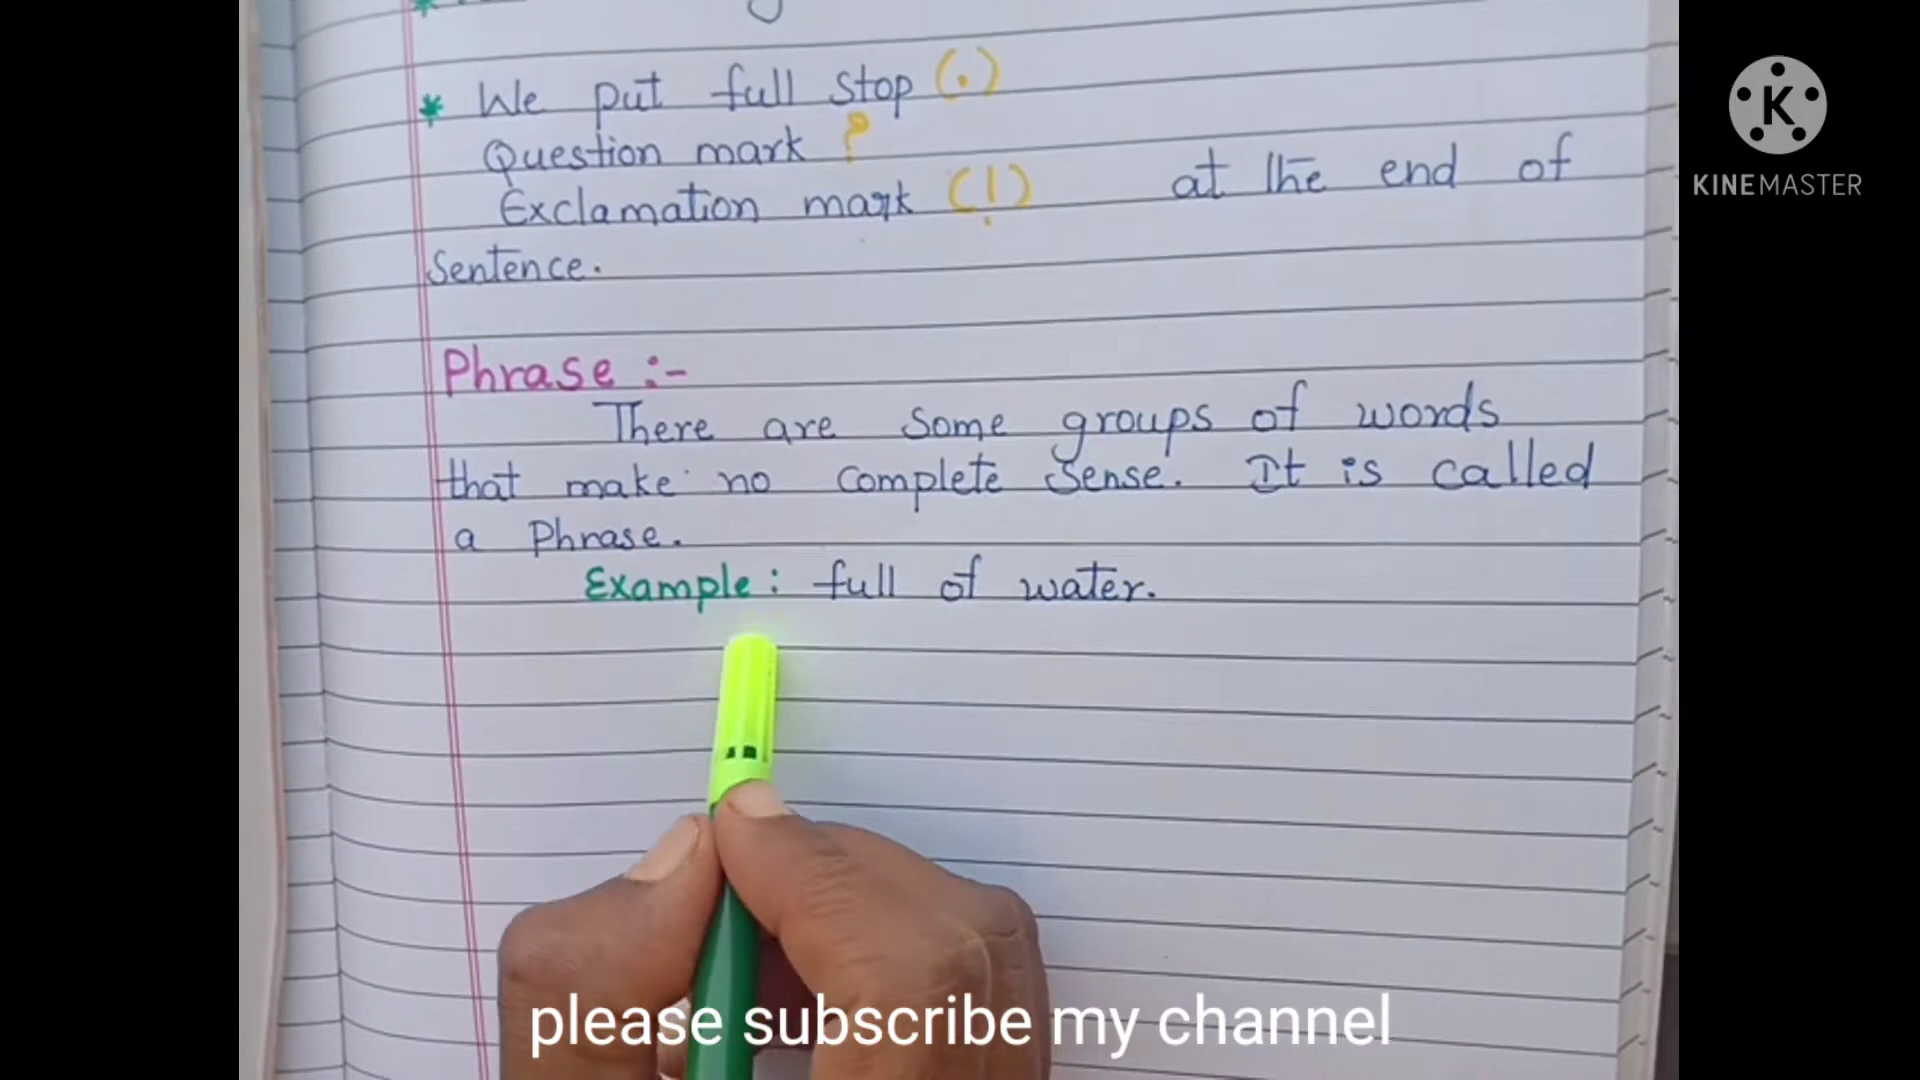 * We put full stop (.)
Question mark ?
Exclamation mark (!) at the end of
Sentence.
Phrase :-
There are some groups of words
that make no complete sense. It is called
a Phrase.
Example: full of water.
please subscribe my channel
K
KINEMASTER